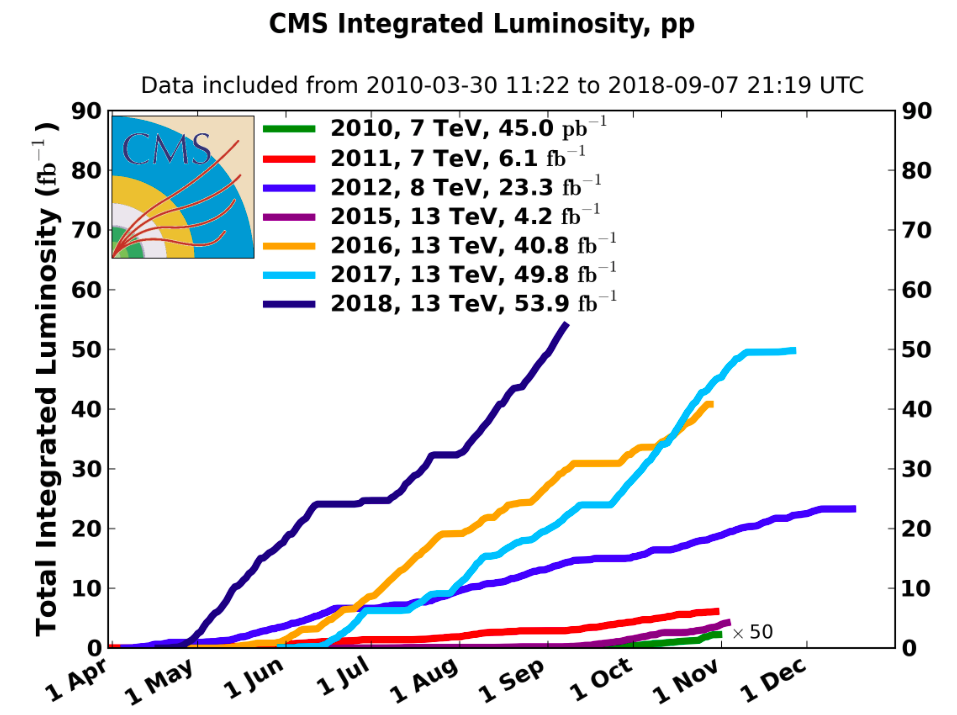 CMS Integrated Luminosity, pp
Data included from 2010-03-30 11:22 to 2018-09-07 21:19 UTC
CMS
2010, 7 TeV, 45.0 pb⁻¹
2011, 7 TeV, 6.1 fb⁻¹
2012, 8 TeV, 23.3 fb⁻¹
2015, 13 TeV, 4.2 fb⁻¹
2016, 13 TeV, 40.8 fb⁻¹
2017, 13 TeV, 49.8 fb⁻¹
2018, 13 TeV, 53.9 fb⁻¹
Total Integrated Luminosity (fb⁻¹)
90 90
80 80
70 70
60 60
50 50
40 40
30 30
20 20
10 10
0 0
× 50
1 Apr 1 May 1 Jun 1 Jul 1 Aug 1 Sep 1 Oct 1 Nov 1 Dec